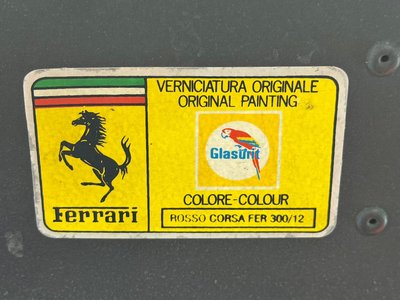 VERNICIATURA ORIGINALE
ORIGINAL PAINTING
Glasurit
COLORE-COLOUR
ROSSO CORSA FER 300/12
Ferrari